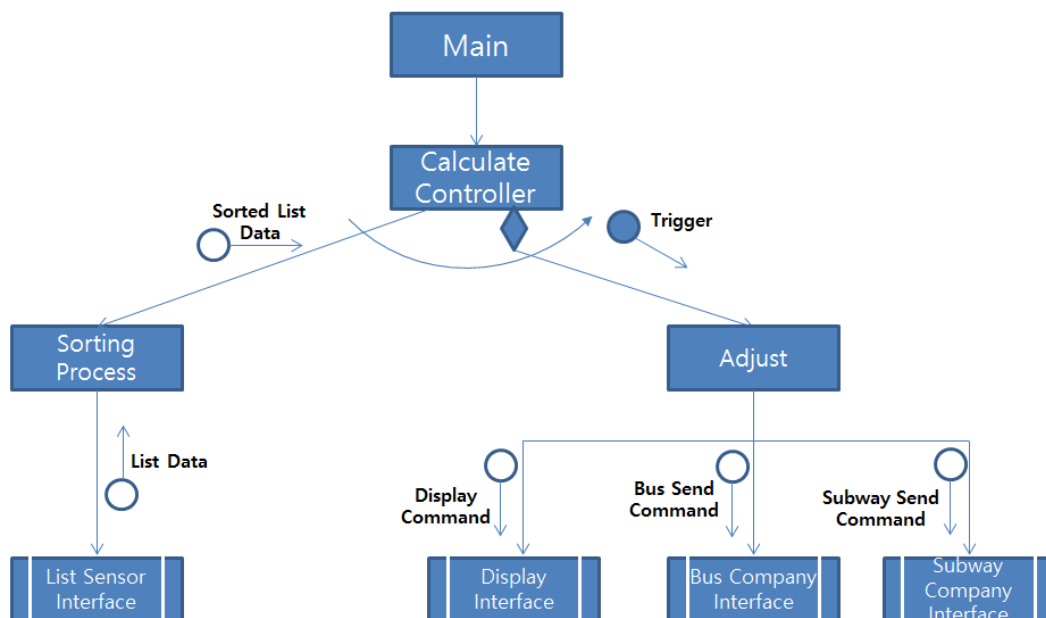 Main
Calculate
Controller
Sorted List
Data
Trigger
Sorting
Process
Adjust
List Data
Display
Command
Bus Send
Command
Subway Send
Command
List Sensor
Interface
Display
Interface
Bus Company
Interface
Subway
Company
Interface